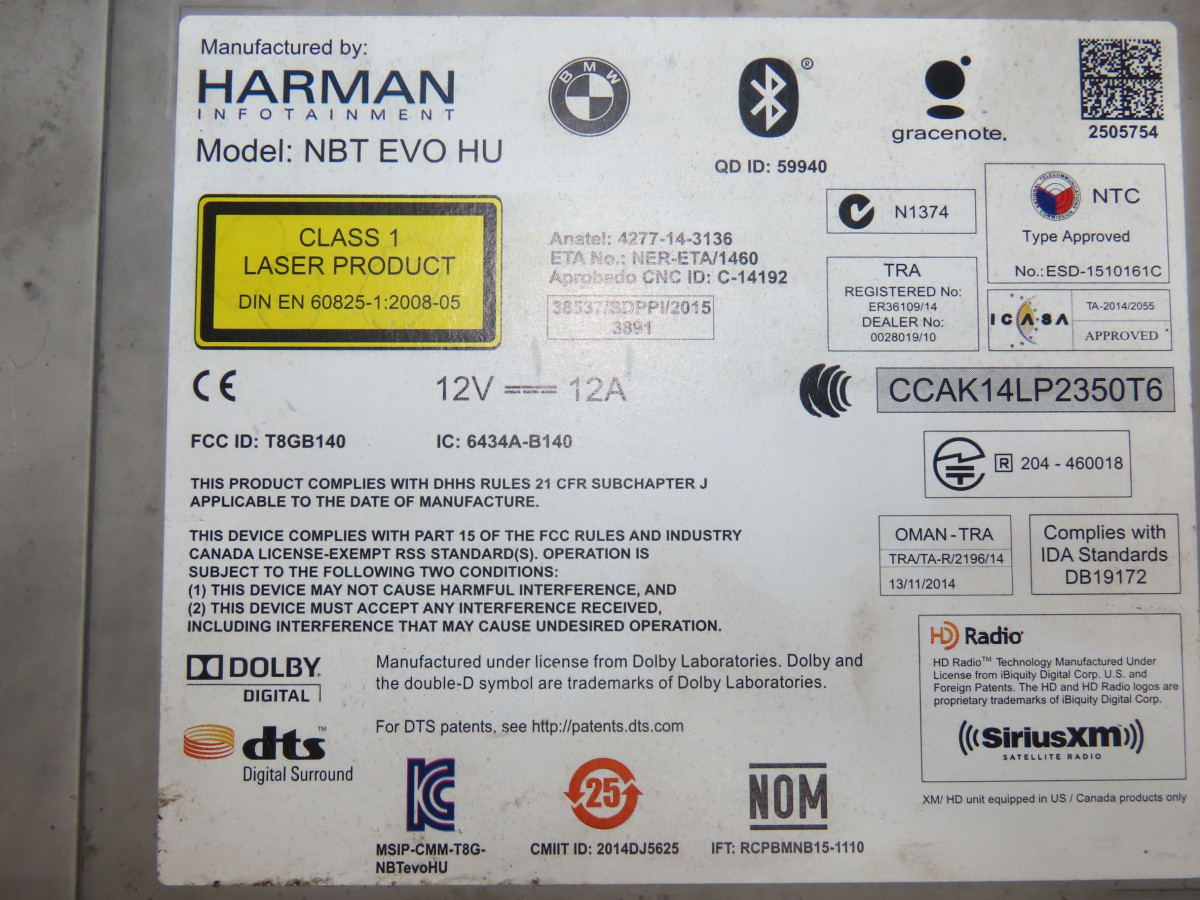 Manufactured by:
HARMAN
INFOTAINMENT
Model: NBT EVO HU
BMW
®
QD ID: 59940
gracenote.
2505754
CLASS 1
LASER PRODUCT
DIN EN 60825-1:2008-05
Anatel: 4277-14-3136
ETA No.: NER-ETA/1460
Aprobado CNC ID: C-14192
38537/SDPPI/2015
3891
N1374
NTC
Type Approved
No.:ESD-1510161C
TRA
REGISTERED No:
ER36109/14
DEALER No:
0028019/10
ICASA
TA-2014/2055
APPROVED
CE
12V 12A
CCAK14LP2350T6
FCC ID: T8GB140 IC: 6434A-B140
R 204 - 460018
THIS PRODUCT COMPLIES WITH DHHS RULES 21 CFR SUBCHAPTER J
APPLICABLE TO THE DATE OF MANUFACTURE.
THIS DEVICE COMPLIES WITH PART 15 OF THE FCC RULES AND INDUSTRY
CANADA LICENSE-EXEMPT RSS STANDARD(S). OPERATION IS
SUBJECT TO THE FOLLOWING TWO CONDITIONS:
(1) THIS DEVICE MAY NOT CAUSE HARMFUL INTERFERENCE, AND
(2) THIS DEVICE MUST ACCEPT ANY INTERFERENCE RECEIVED,
INCLUDING INTERFERENCE THAT MAY CAUSE UNDESIRED OPERATION.
OMAN - TRA
TRA/TA-R/2196/14
13/11/2014
Complies with
IDA Standards
DB19172
HD Radio
HD Radio™ Technology Manufactured Under
License from iBiquity Digital Corp. U.S. and
Foreign Patents. The HD and HD Radio logos are
proprietary trademarks of iBiquity Digital Corp.
SiriusXM
SATELLITE RADIO
XM/ HD unit equipped in US / Canada products only
DOLBY.
DIGITAL
Manufactured under license from Dolby Laboratories. Dolby and
the double-D symbol are trademarks of Dolby Laboratories.
dts™
Digital Surround
For DTS patents, see http://patents.dts.com
KC
MSIP-CMM-T8G-
NBTevoHU
25
CMIIT ID: 2014DJ5625
NOM
IFT: RCPBMNB15-1110